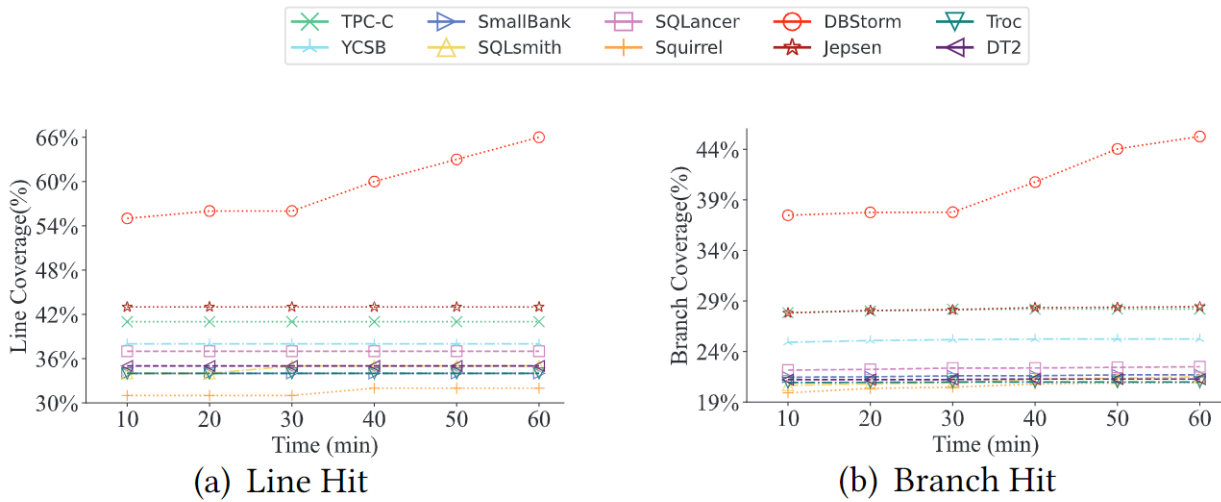 TPC-C SmallBank SQLancer DBStorm Troc
YCSB SQLsmith Squirrel Jepsen DT2
Line Coverage(%)
66%
60%
54%
48%
42%
36%
30%
10 20 30 40 50 60
Time (min)
(a) Line Hit
Branch Coverage(%)
44%
39%
34%
29%
24%
19%
10 20 30 40 50 60
Time (min)
(b) Branch Hit